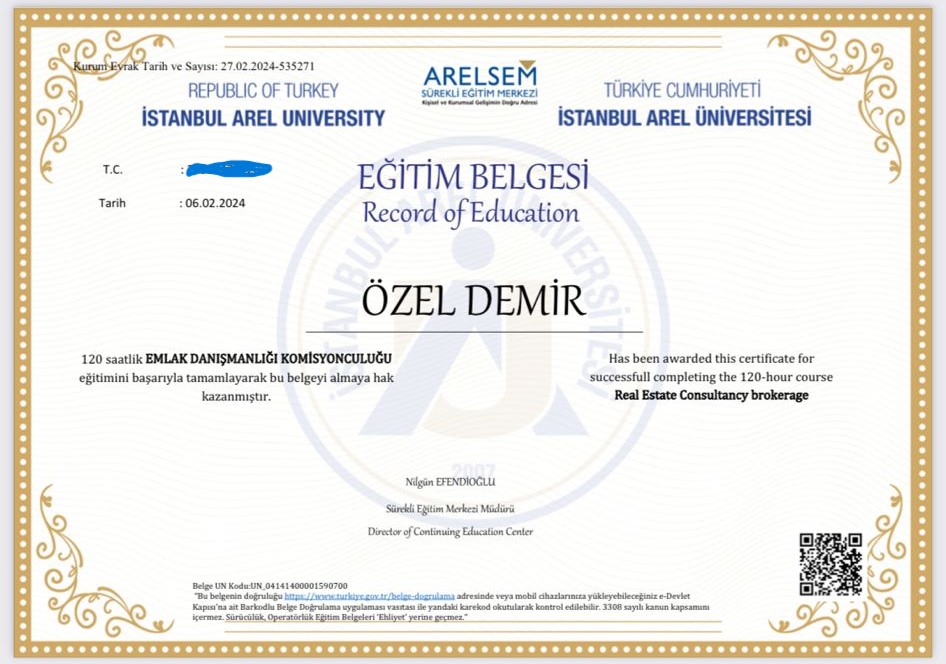 Kurum Evrak Tarih ve Sayısı: 27.02.2024-535271
REPUBLIC OF TURKEY
İSTANBUL AREL UNIVERSITY
ARELSEM
SÜREKLİ EĞİTİM MERKEZİ
Kişisel ve Kurumsal Gelişimin Doğru Adresi
TÜRKİYE CUMHURİYETİ
İSTANBUL AREL ÜNİVERSİTESİ
T.C. :
Tarih : 06.02.2024
EĞİTİM BELGESİ
Record of Education
İSTANBUL AREL ÜNİVERSİTESİ
ÖZEL DEMİR
120 saatlik EMLAK DANIŞMANLIĞI KOMİSYONCULUĞU
eğitimini başarıyla tamamlayarak bu belgeyi almaya hak
kazanmıştır.
Has been awarded this certificate for
successfull completing the 120-hour course
Real Estate Consultancy brokerage
2007
Nilgün EFENDİOĞLU
Sürekli Eğitim Merkezi Müdürü
Director of Continuing Education Center
Belge UN Kodu:UN_04141400001590700
"Bu belgenin doğruluğu https://www.turkiye.gov.tr/belge-dogrulama adresinde veya mobil cihazlarınıza yükleyebileceğiniz e-Devlet
Kapısı'na ait Barkodlu Belge Doğrulama uygulaması vasıtası ile yandaki karekod okutularak kontrol edilebilir. 3308 sayılı kanun kapsamını
içermez. Sürücülük, Operatörlük Eğitim Belgeleri 'Ehliyet' yerine geçmez."